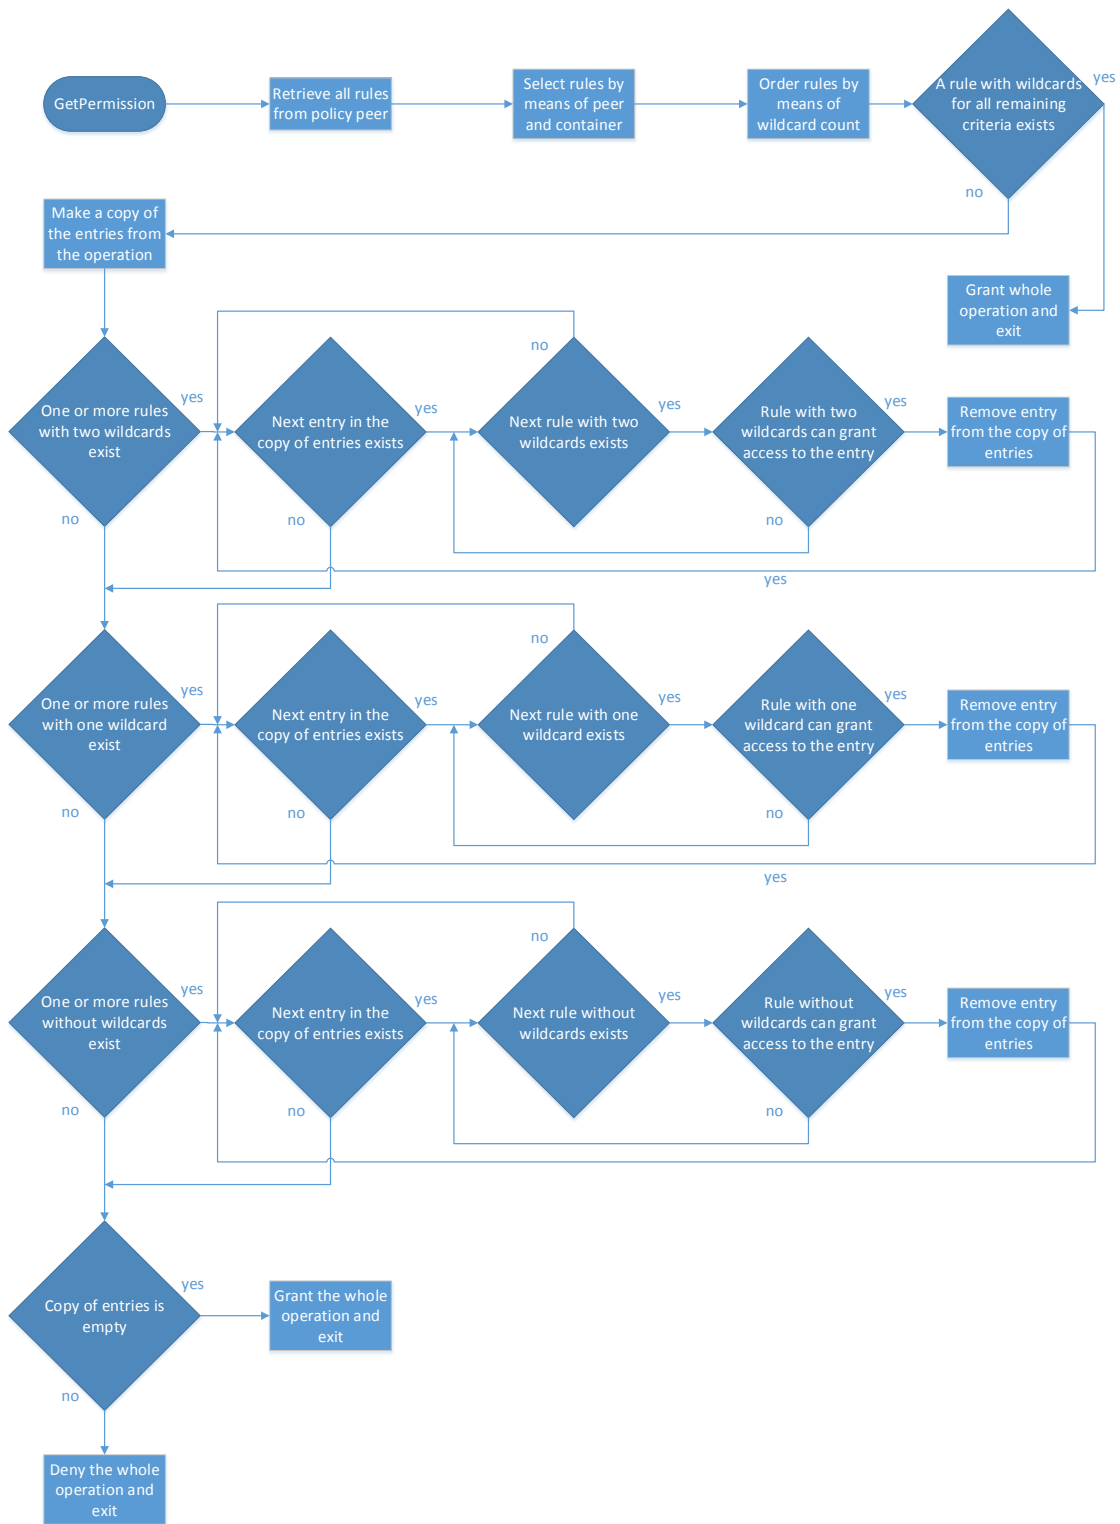 GetPermission
Retrieve all rules
from policy peer
Select rules by
means of peer
and container
Order rules by
means of
wildcard count
A rule with wildcards
for all remaining
criteria exists
yes
no
Make a copy of
the entries from
the operation
Grant whole
operation and
exit
One or more rules
with two wildcards
exist
yes
no
Next entry in the
copy of entries exists
yes
no
Next rule with two
wildcards exists
no
yes
Rule with two
wildcards can grant
access to the entry
yes
no
Remove entry
from the copy of
entries
yes
One or more rules
with one wildcard
exist
yes
no
Next entry in the
copy of entries exists
yes
no
Next rule with one
wildcard exists
no
yes
Rule with one
wildcard can grant
access to the entry
yes
no
Remove entry
from the copy of
entries
yes
One or more rules
without wildcards
exist
yes
no
Next entry in the
copy of entries exists
yes
no
Next rule without
wildcards exists
no
yes
Rule without
wildcards can grant
access to the entry
yes
no
Remove entry
from the copy of
entries
Copy of entries is
empty
yes
no
Grant the whole
operation and
exit
Deny the whole
operation and
exit